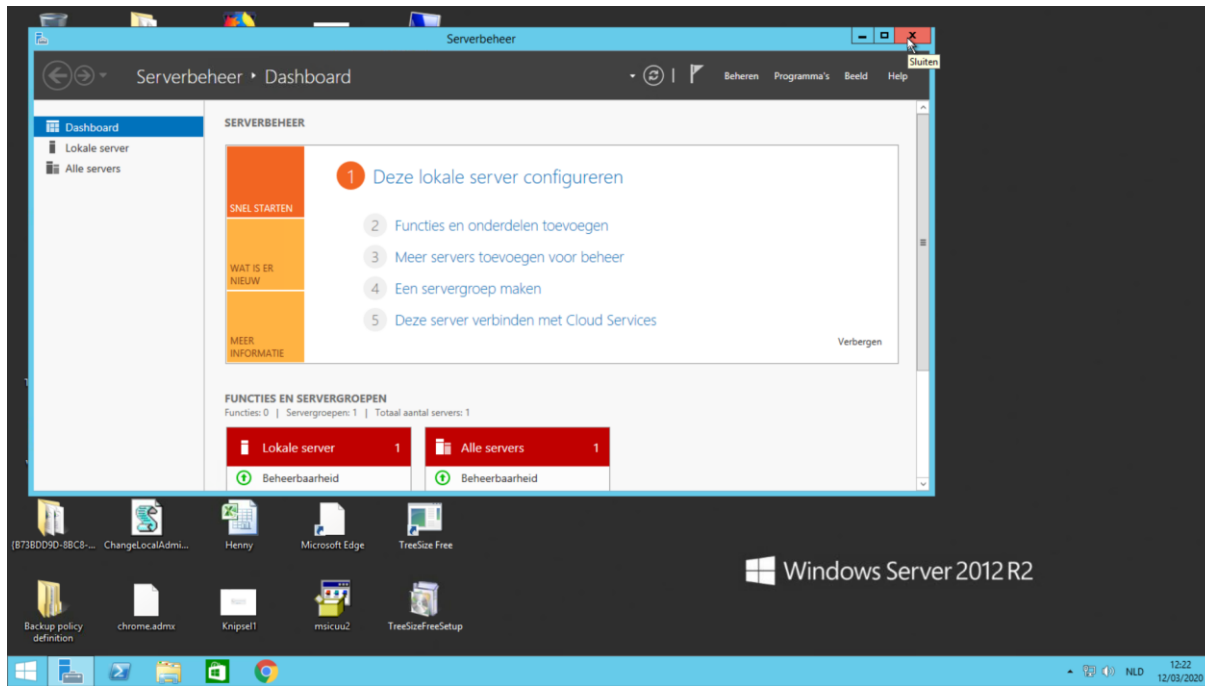 Serverbeheer
Sluiten
Serverbeheer • Dashboard
Beheren Programma's Beeld Help
Dashboard
Lokale server
Alle servers
SERVERBEHEER
SNEL STARTEN
WAT IS ER
NIEUW
MEER
INFORMATIE
1 Deze lokale server configureren
2 Functies en onderdelen toevoegen
3 Meer servers toevoegen voor beheer
4 Een servergroep maken
5 Deze server verbinden met Cloud Services
Verbergen
FUNCTIES EN SERVERGROEPEN
Functies: 0 | Servergroepen: 1 | Totaal aantal servers: 1
Lokale server 1
Beheerbaarheid
Alle servers 1
Beheerbaarheid
{B73BDD9D-8BC8-... ChangeLocalAdmi... Henny Microsoft Edge TreeSize Free
Windows Server 2012 R2
Backup policy
definition
chrome.admx Knipsel1 msicuu2 TreeSizeFreeSetup
NLD
12:22
12/03/2020